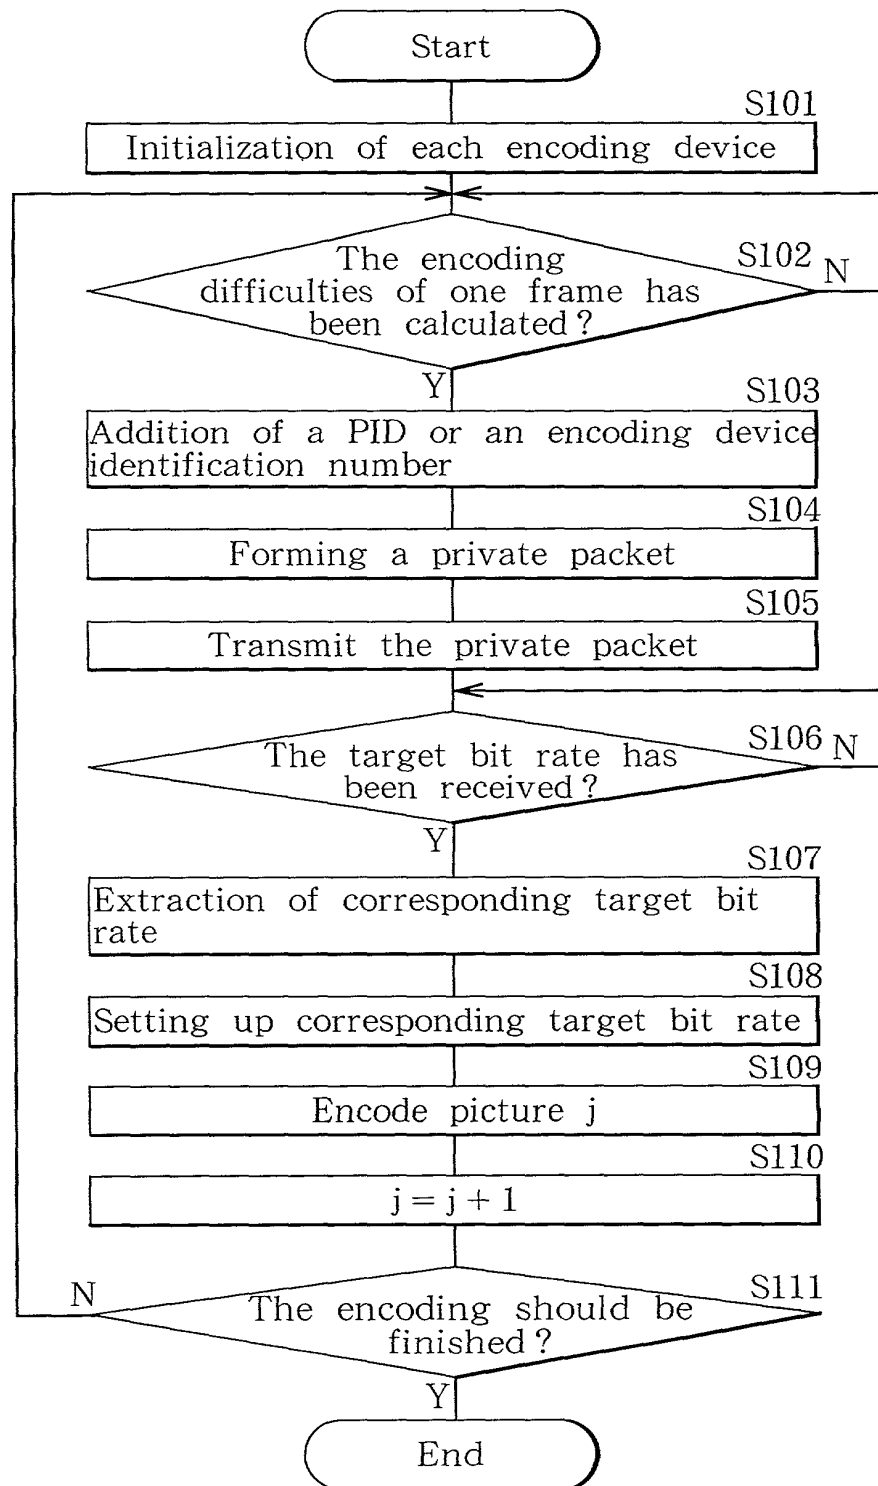 Start
S101
Initialization of each encoding device
S102
The encoding
difficulties of one frame has
been calculated?
N
Y
S103
Addition of a PID or an encoding device
identification number
S104
Forming a private packet
S105
Transmit the private packet
S106
The target bit rate has
been received?
N
Y
S107
Extraction of corresponding target bit
rate
S108
Setting up corresponding target bit rate
S109
Encode picture j
S110
j = j + 1
N
S111
The encoding should be
finished?
Y
End